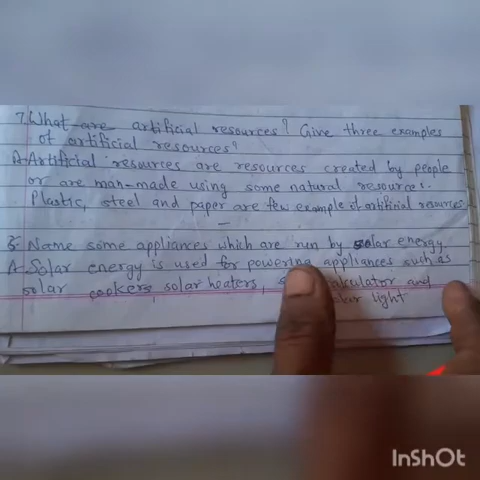 7. What are artificial resources? Give three examples
of artificial resources?
A- Artificial resources are resources created by people
or are man-made using some natural resources.
Plastic, steel and paper are few example of artificial resources
8- Name some appliances which are run by solar energy
A- Solar energy is used for powering appliances such as
solar cookers solar heaters, calculator and
light
InShOt